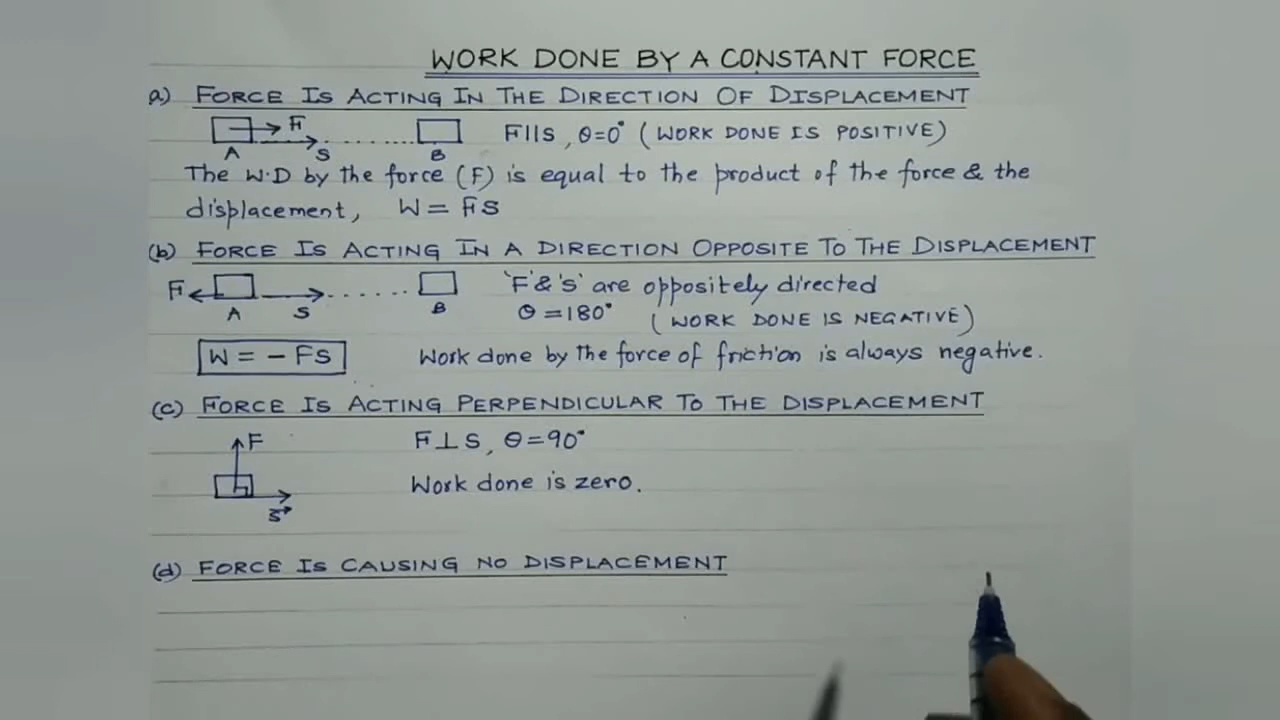 WORK DONE BY A CONSTANT FORCE
a) FORCE IS ACTING IN THE DIRECTION OF DISPLACEMENT
F
A S B
F||S, θ=0° (WORK DONE IS POSITIVE)
The W.D by the force (F) is equal to the product of the force & the
displacement, W = FS
(b) FORCE IS ACTING IN A DIRECTION OPPOSITE TO THE DISPLACEMENT
F
A S B
'F' & 's' are oppositely directed
θ = 180° (WORK DONE IS NEGATIVE)
W = - FS Work done by the force of friction is always negative.
(c) FORCE IS ACTING PERPENDICULAR TO THE DISPLACEMENT
F F⊥S, θ=90°
Work done is zero.
S
(d) FORCE IS CAUSING NO DISPLACEMENT